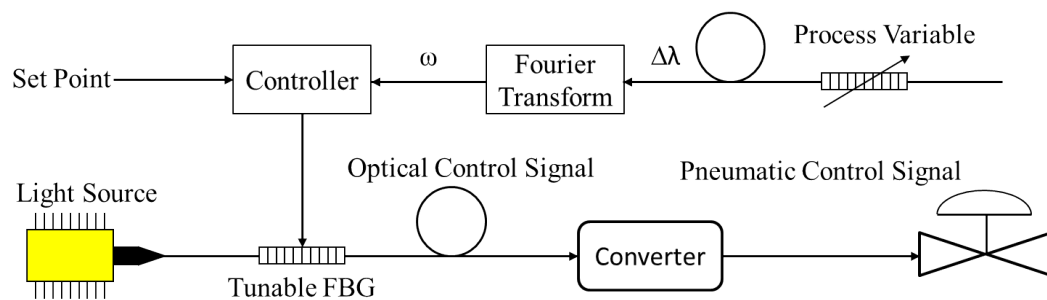 Process Variable
Δλ
ω
Fourier
Transform
Set Point
Controller
Optical Control Signal
Pneumatic Control Signal
Light Source
Converter
Tunable FBG